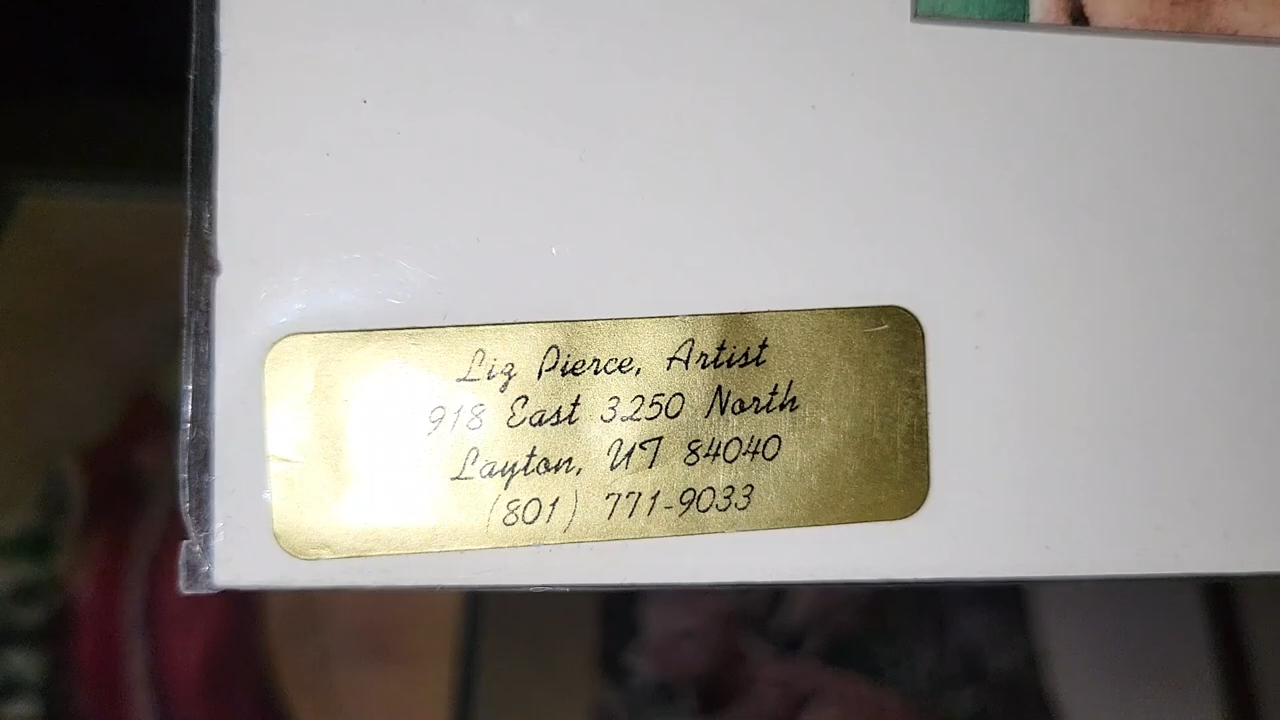 Liz Pierce, Artist
918 East 3250 North
Layton, UT 84040
(801) 771-9033